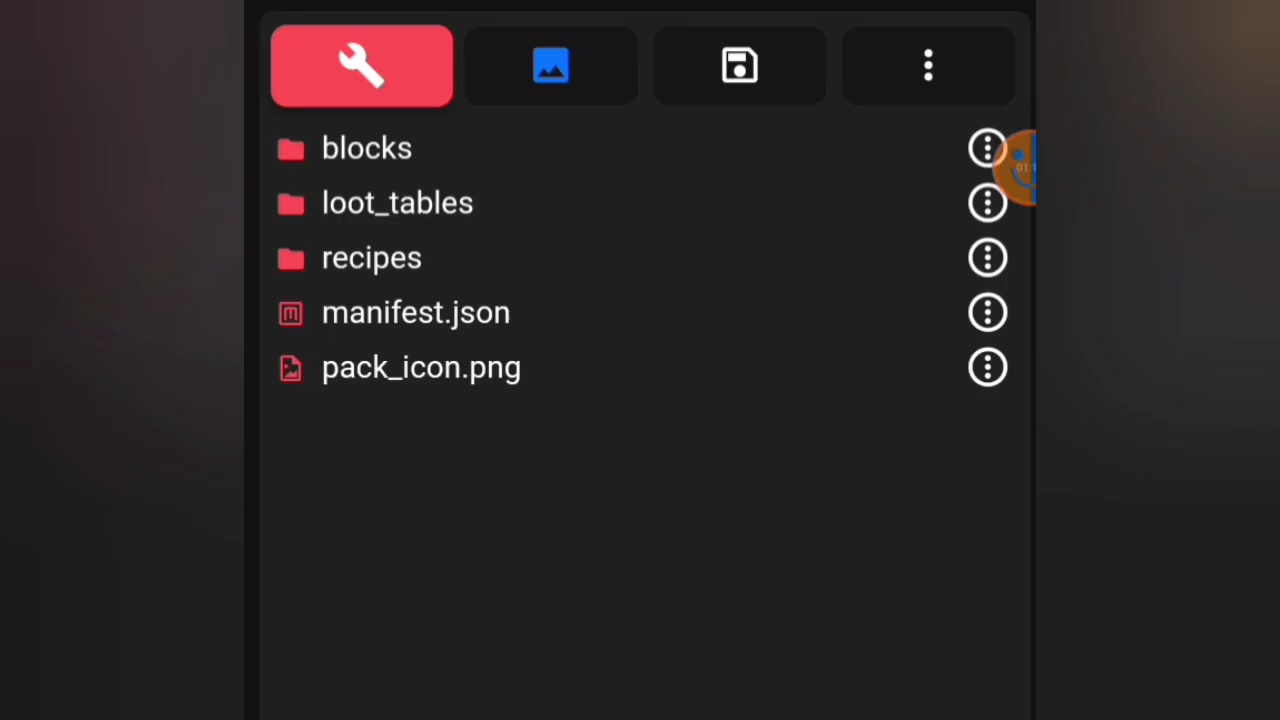 blocks
loot_tables
recipes
manifest.json
pack_icon.png